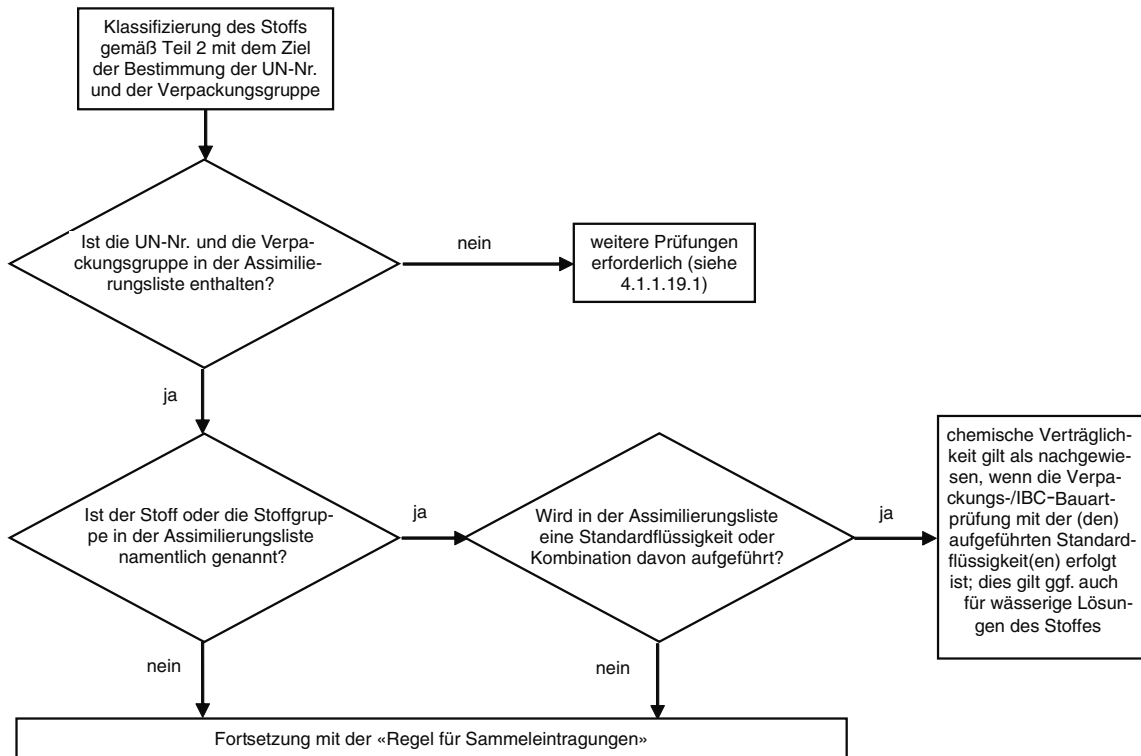 Klassifizierung des Stoffs
gemäß Teil 2 mit dem Ziel
der Bestimmung der UN-Nr.
und der Verpackungsgruppe
Ist die UN-Nr. und die Verpa-
ckungsgruppe in der Assimilie-
rungsliste enthalten?
nein
weitere Prüfungen
erforderlich (siehe
4.1.1.19.1)
ja
Ist der Stoff oder die Stoffgrup-
pe in der Assimilierungsliste
namentlich genannt?
ja
Wird in der Assimilierungsliste
eine Standardflüssigkeit oder
Kombination davon aufgeführt?
ja
chemische Verträglich-
keit gilt als nachgewie-
sen, wenn die Verpa-
ckungs-/IBC-Bauart-
prüfung mit der (den)
aufgeführten Standard-
flüssigkeit(en) erfolgt
ist; dies gilt ggf. auch
für wässerige Lösun-
gen des Stoffes
nein
nein
Fortsetzung mit der «Regel für Sammeleintragungen»